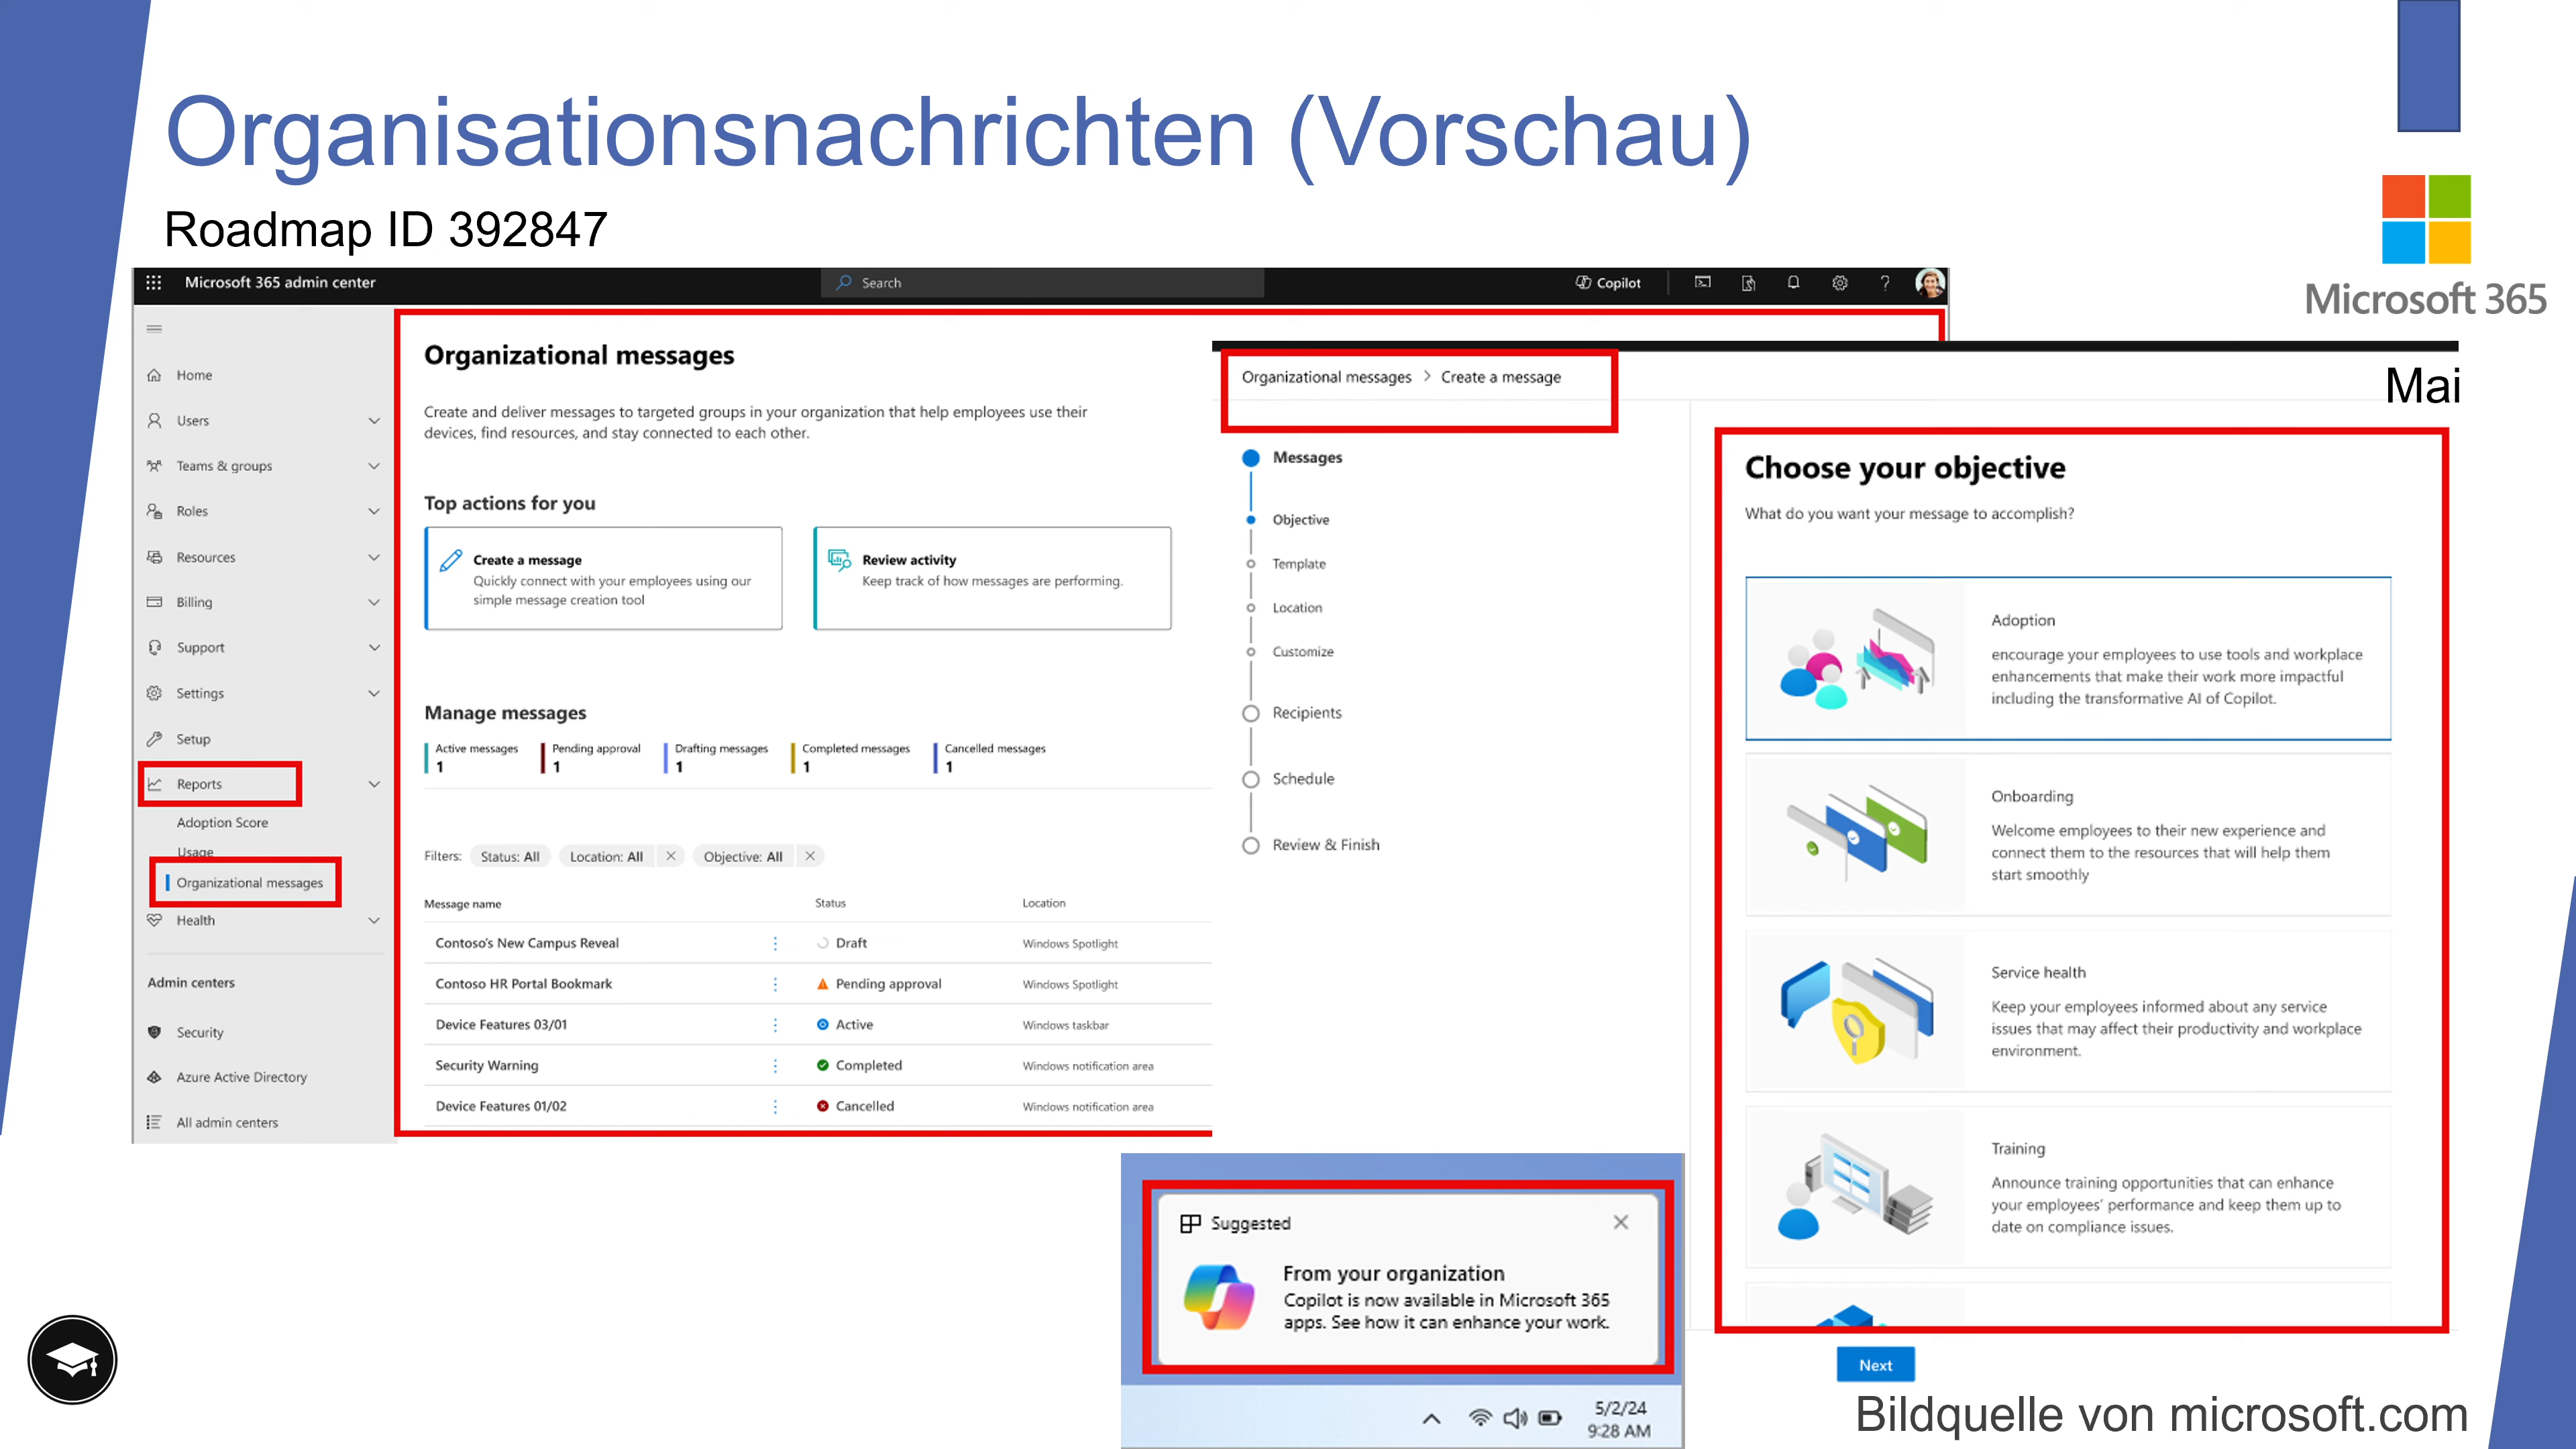 Organisationsnachrichten (Vorschau)
Roadmap ID 392847
Microsoft 365
Mai
Microsoft 365 admin center
Search
Copilot
Home
Users
Teams & groups
Roles
Resources
Billing
Support
Settings
Setup
Reports
Adoption Score
Usage
Organizational messages
Health
Admin centers
Security
Azure Active Directory
All admin centers
Organizational messages
Create and deliver messages to targeted groups in your organization that help employees use their
devices, find resources, and stay connected to each other.
Top actions for you
Create a message
Quickly connect with your employees using our
simple message creation tool
Review activity
Keep track of how messages are performing.
Manage messages
Active messages
1
Pending approval
1
Drafting messages
1
Completed messages
1
Cancelled messages
1
Filters: Status: All Location: All Objective: All
Message name Status Location
Contoso's New Campus Reveal Draft Windows Spotlight
Contoso HR Portal Bookmark Pending approval Windows Spotlight
Device Features 03/01 Active Windows taskbar
Security Warning Completed Windows notification area
Device Features 01/02 Cancelled Windows notification area
Organizational messages > Create a message
Messages
Objective
Template
Location
Customize
Recipients
Schedule
Review & Finish
Choose your objective
What do you want your message to accomplish?
Adoption
encourage your employees to use tools and workplace
enhancements that make their work more impactful
including the transformative AI of Copilot.
Onboarding
Welcome employees to their new experience and
connect them to the resources that will help them
start smoothly
Service health
Keep your employees informed about any service
issues that may affect their productivity and workplace
environment.
Training
Announce training opportunities that can enhance
your employees' performance and keep them up to
date on compliance issues.
Next
Suggested
From your organization
Copilot is now available in Microsoft 365
apps. See how it can enhance your work.
5/2/24
9:28 AM
Bildquelle von microsoft.com